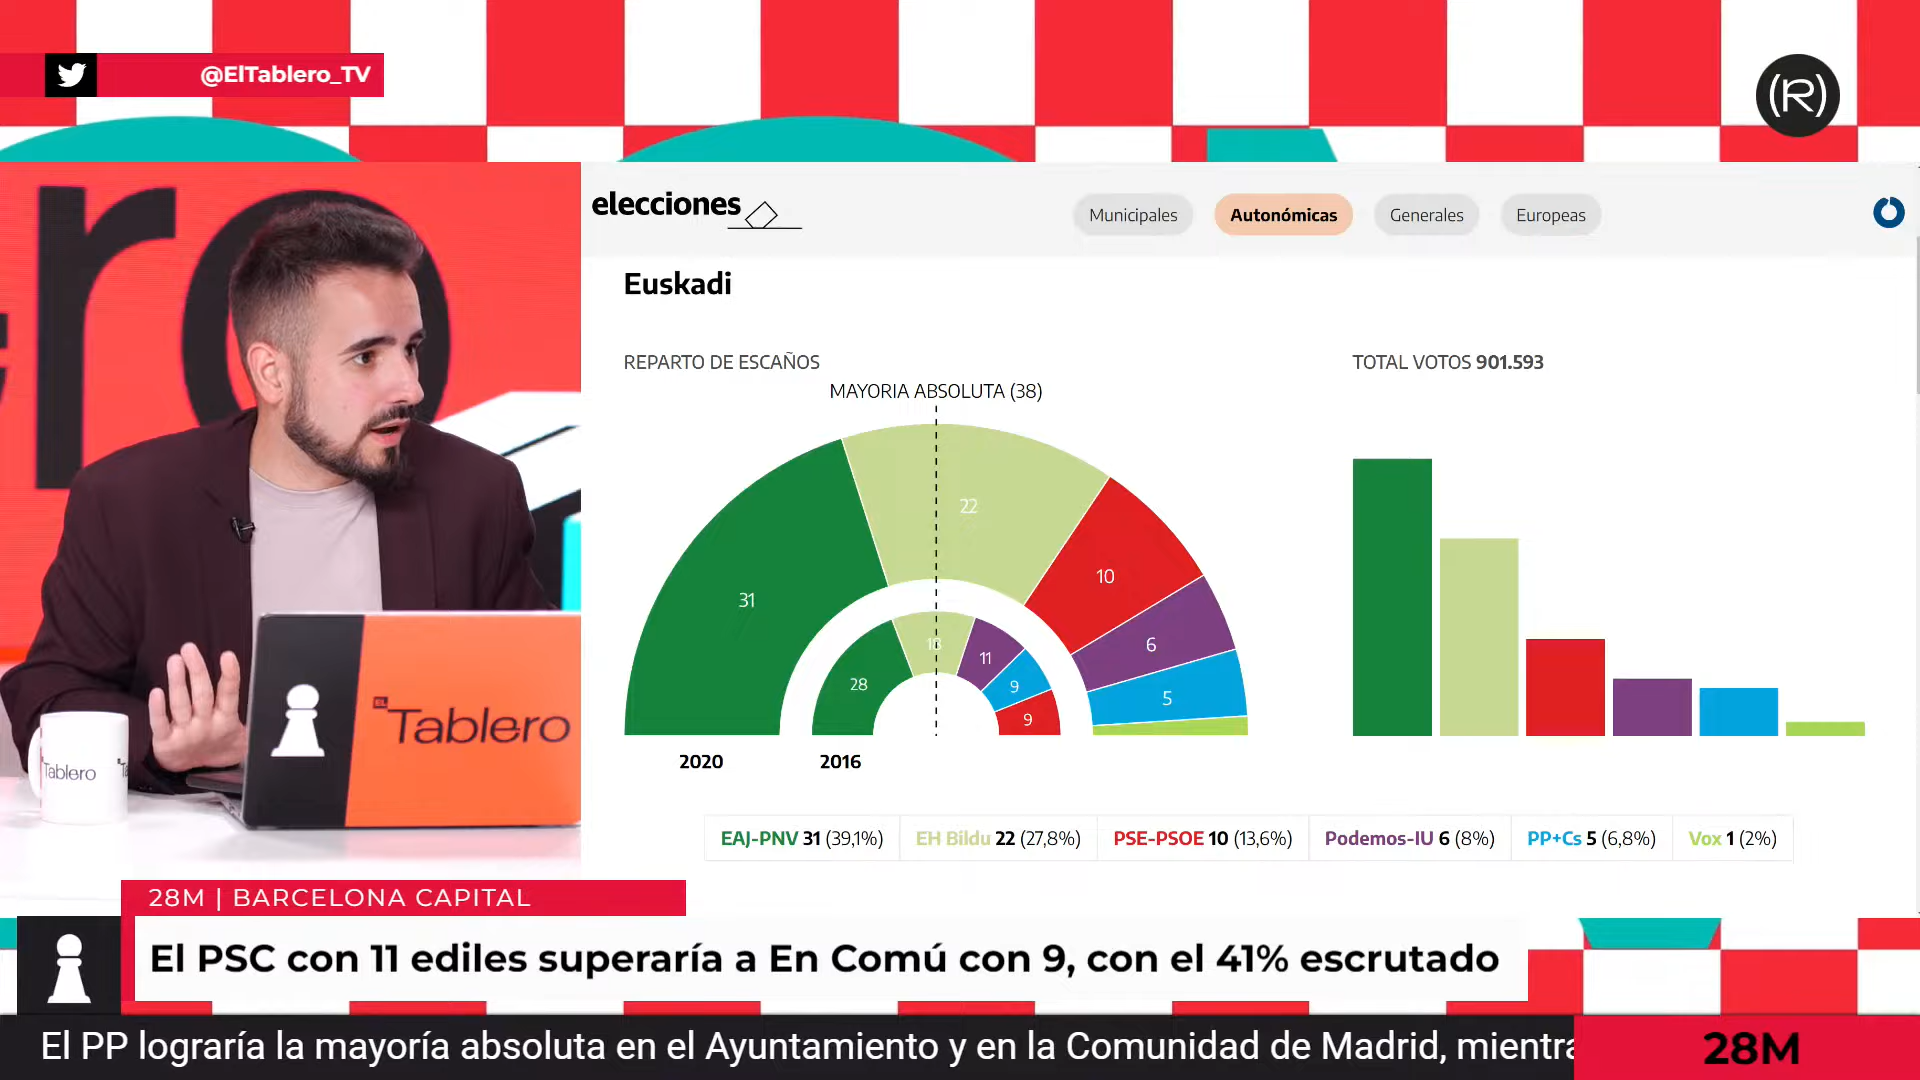 @ElTablero_TV
(R)
elecciones
Municipales
Autonómicas
Generales
Europeas
Euskadi
REPARTO DE ESCAÑOS
MAYORIA ABSOLUTA (38)
TOTAL VOTOS 901.593
31
22
10
6
5
28
18
11
9
9
2020
2016
EAJ-PNV 31 (39,1%)
EH Bildu 22 (27,8%)
PSE-PSOE 10 (13,6%)
Podemos-IU 6 (8%)
PP+Cs 5 (6,8%)
Vox 1 (2%)
ro
EL
Tablero
Tablero
28M | BARCELONA CAPITAL
El PSC con 11 ediles superaría a En Comú con 9, con el 41% escrutado
El PP lograría la mayoría absoluta en el Ayuntamiento y en la Comunidad de Madrid, mientra
28M